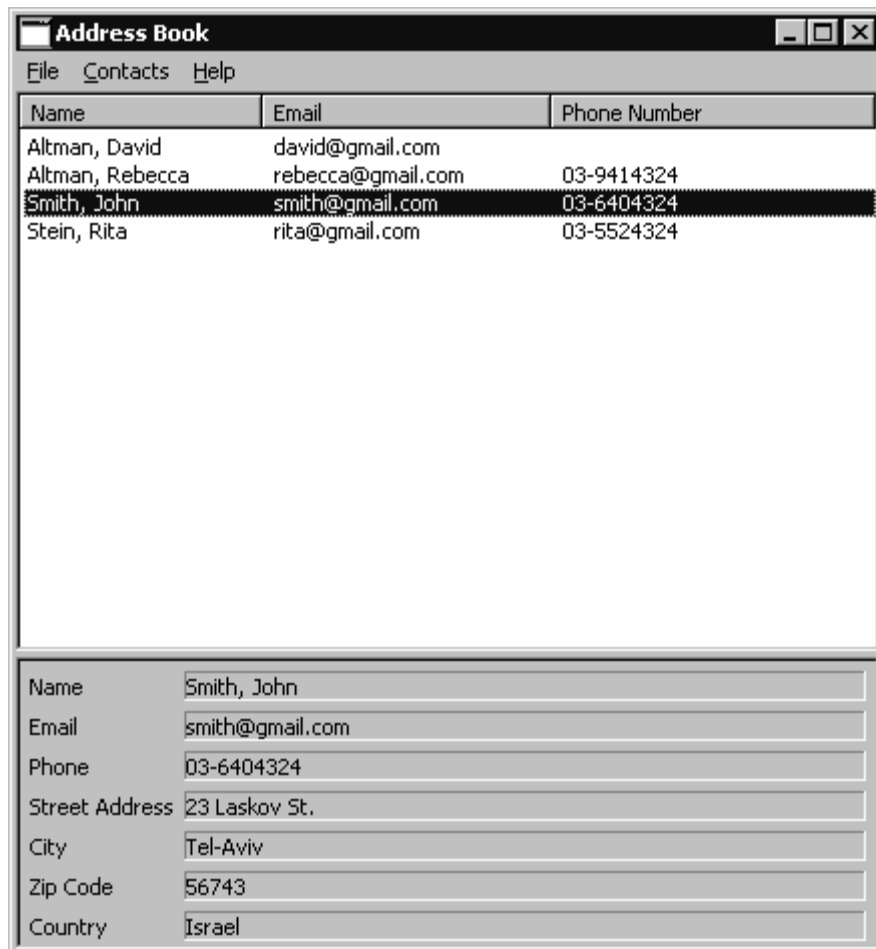 Address Book
File Contacts Help
Name Email Phone Number
Altman, David david@gmail.com
Altman, Rebecca rebecca@gmail.com 03-9414324
Smith, John smith@gmail.com 03-6404324
Stein, Rita rita@gmail.com 03-5524324
Name Smith, John
Email smith@gmail.com
Phone 03-6404324
Street Address 23 Laskov St.
City Tel-Aviv
Zip Code 56743
Country Israel